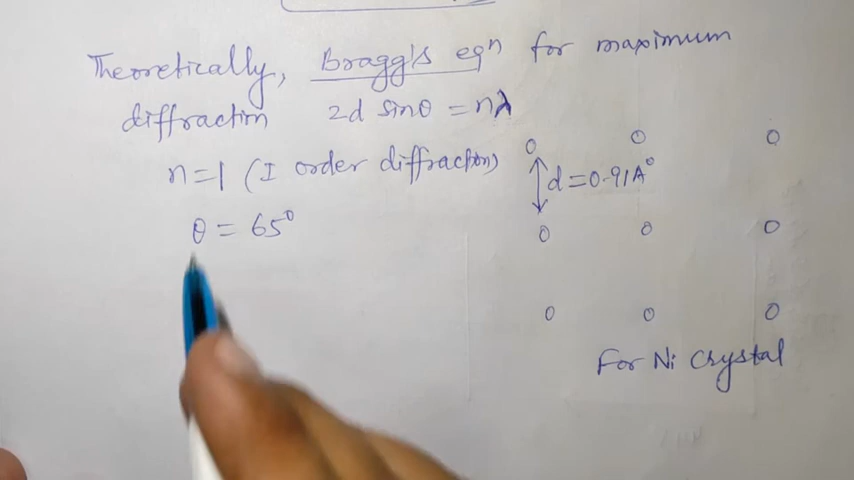 Theoretically, Bragg's eqn for maximum
diffraction 2d sinθ = nλ
n=1 (I order diffraction)
d=0.91A°
θ = 65°
For Ni Crystal